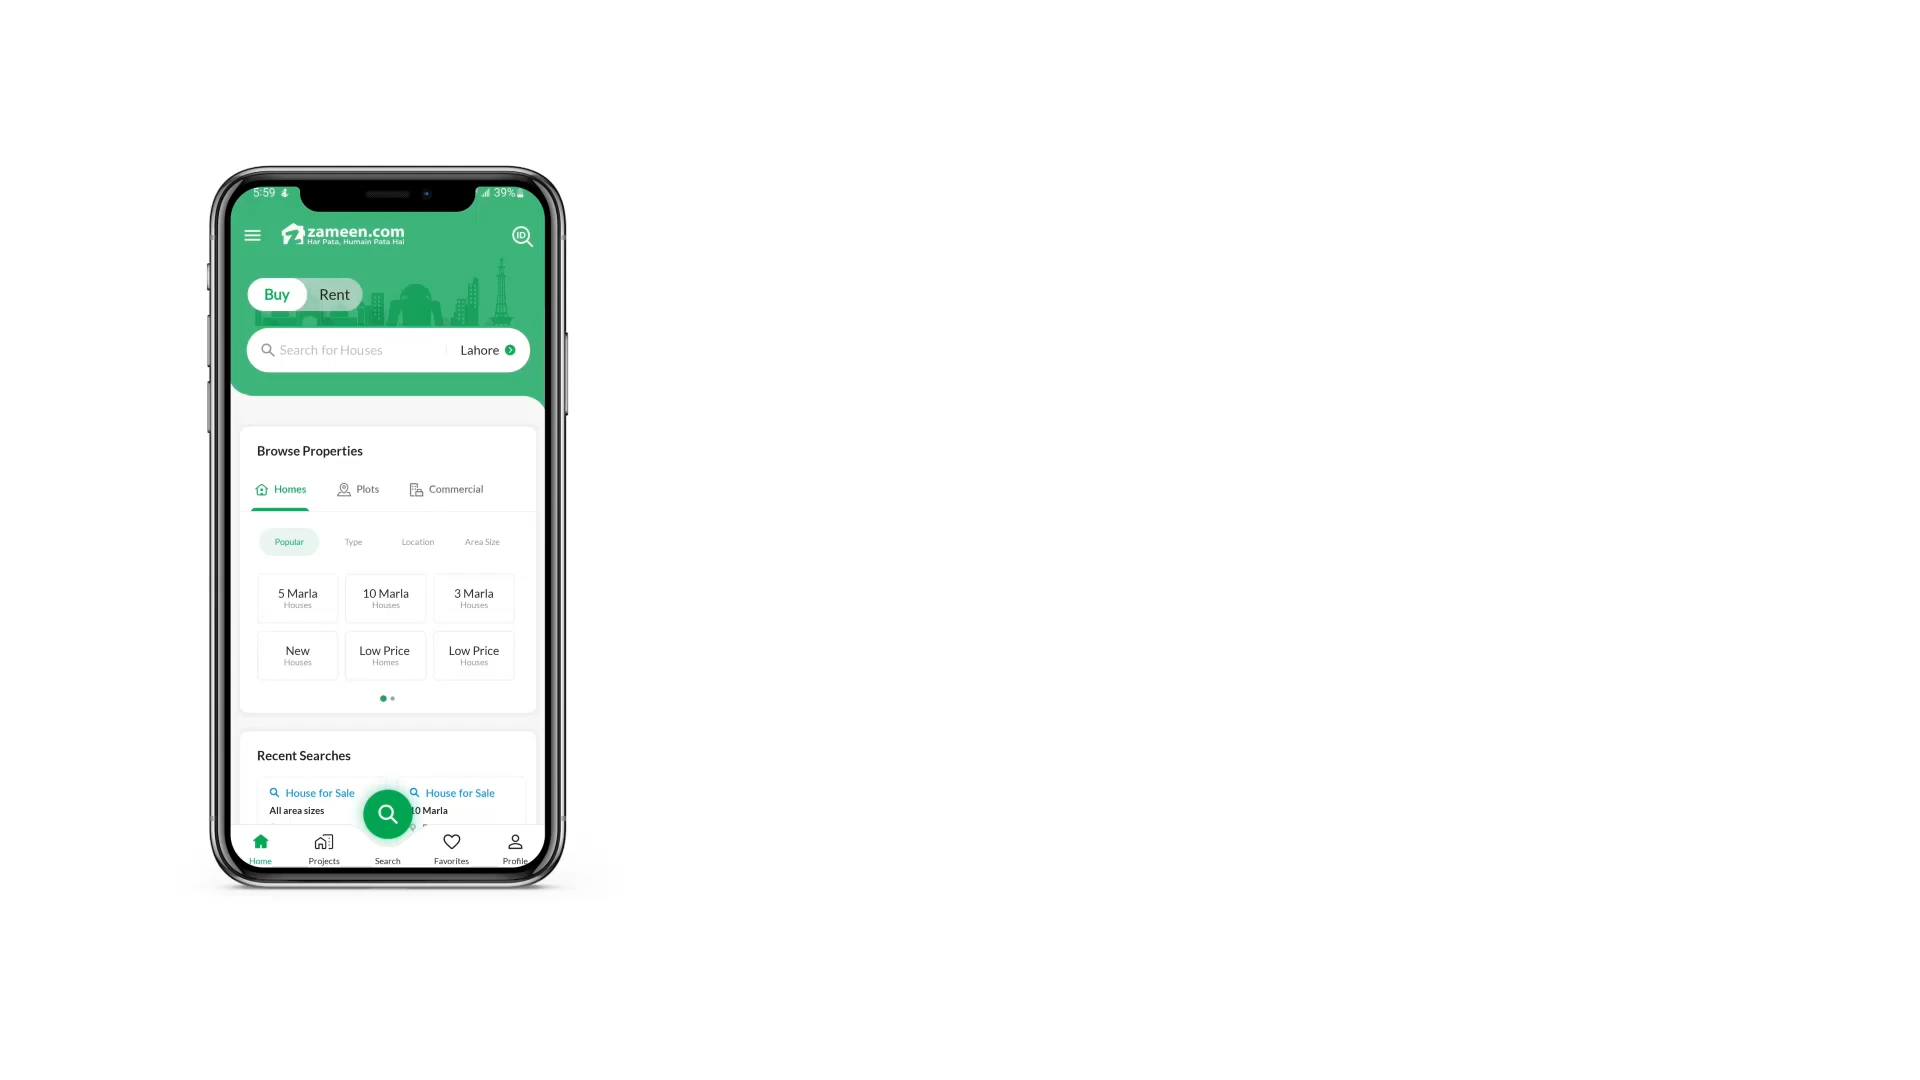 5:59
39%
zameen.com
Har Pata, Humain Pata Hai
ID
Buy Rent
Search for Houses Lahore
Browse Properties
Homes Plots Commercial
Popular Type Location Area Size
5 Marla 10 Marla 3 Marla
Houses Houses Houses
New Low Price Low Price
Houses Homes Houses
Recent Searches
House for Sale House for Sale
All area sizes 10 Marla
Home Projects Search Favorites Profile